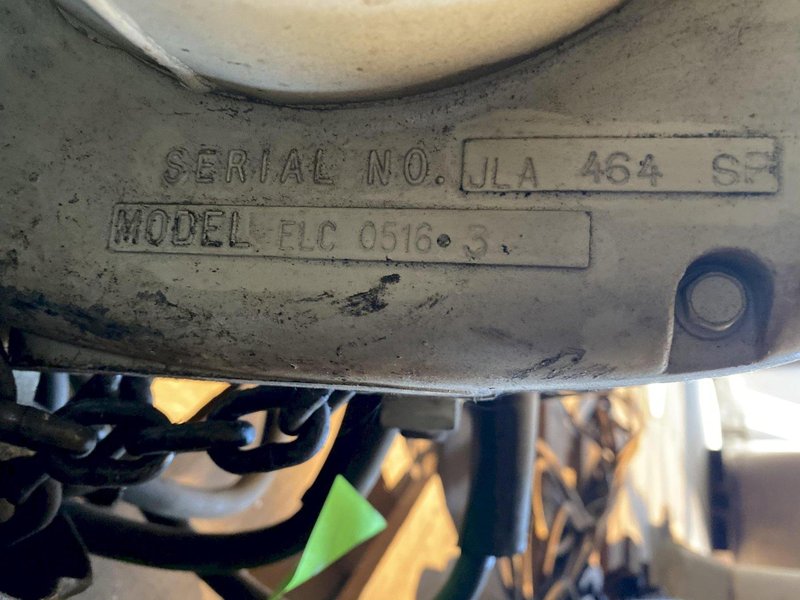 SERIAL NO. JLA 464 SP
MODEL ELC 0516.3